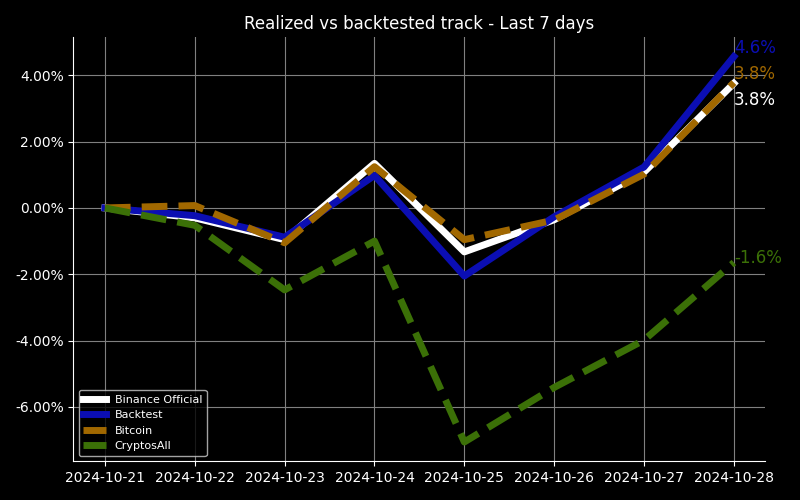 Realized vs backtested track - Last 7 days
4.6%
3.8%
3.8%
-1.6%
4.00%
2.00%
0.00%
-2.00%
-4.00%
-6.00%
Binance Official
Backtest
Bitcoin
CryptosAll
2024-10-21 2024-10-22 2024-10-23 2024-10-24 2024-10-25 2024-10-26 2024-10-27 2024-10-28